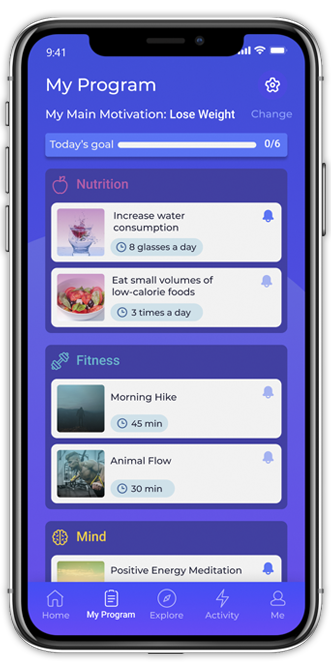 9:41
My Program
My Main Motivation: Lose Weight Change
Today's goal 0/6
Nutrition
Increase water
consumption
8 glasses a day
Eat small volumes of
low-calorie foods
3 times a day
Fitness
Morning Hike
45 min
Animal Flow
30 min
Mind
Positive Energy Meditation
Home My Program Explore Activity Me